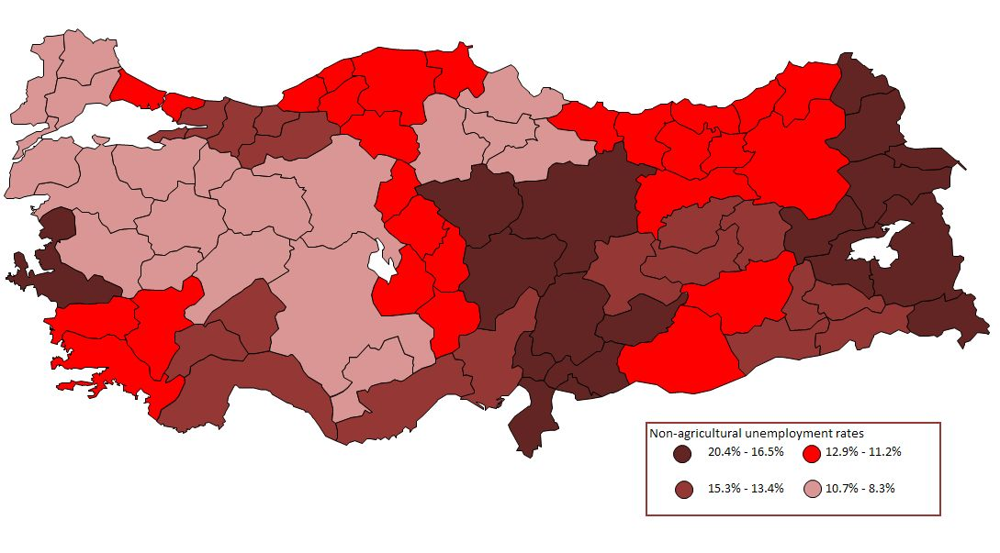 Non-agricultural unemployment rates
20.4% - 16.5% 12.9% - 11.2%
15.3% - 13.4% 10.7% - 8.3%